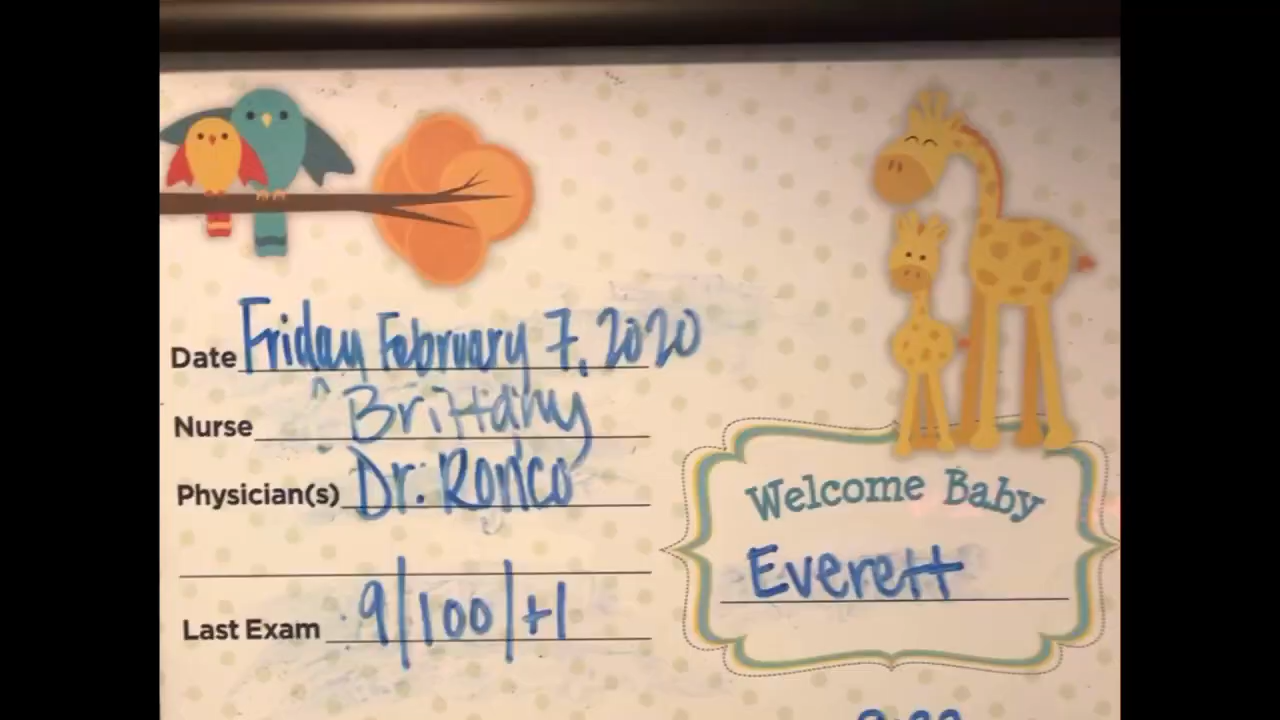 Date Friday February 7, 2020
Nurse Brittany
Physician(s) Dr. Ronco
Last Exam 9/100/+1
Welcome Baby
Everett